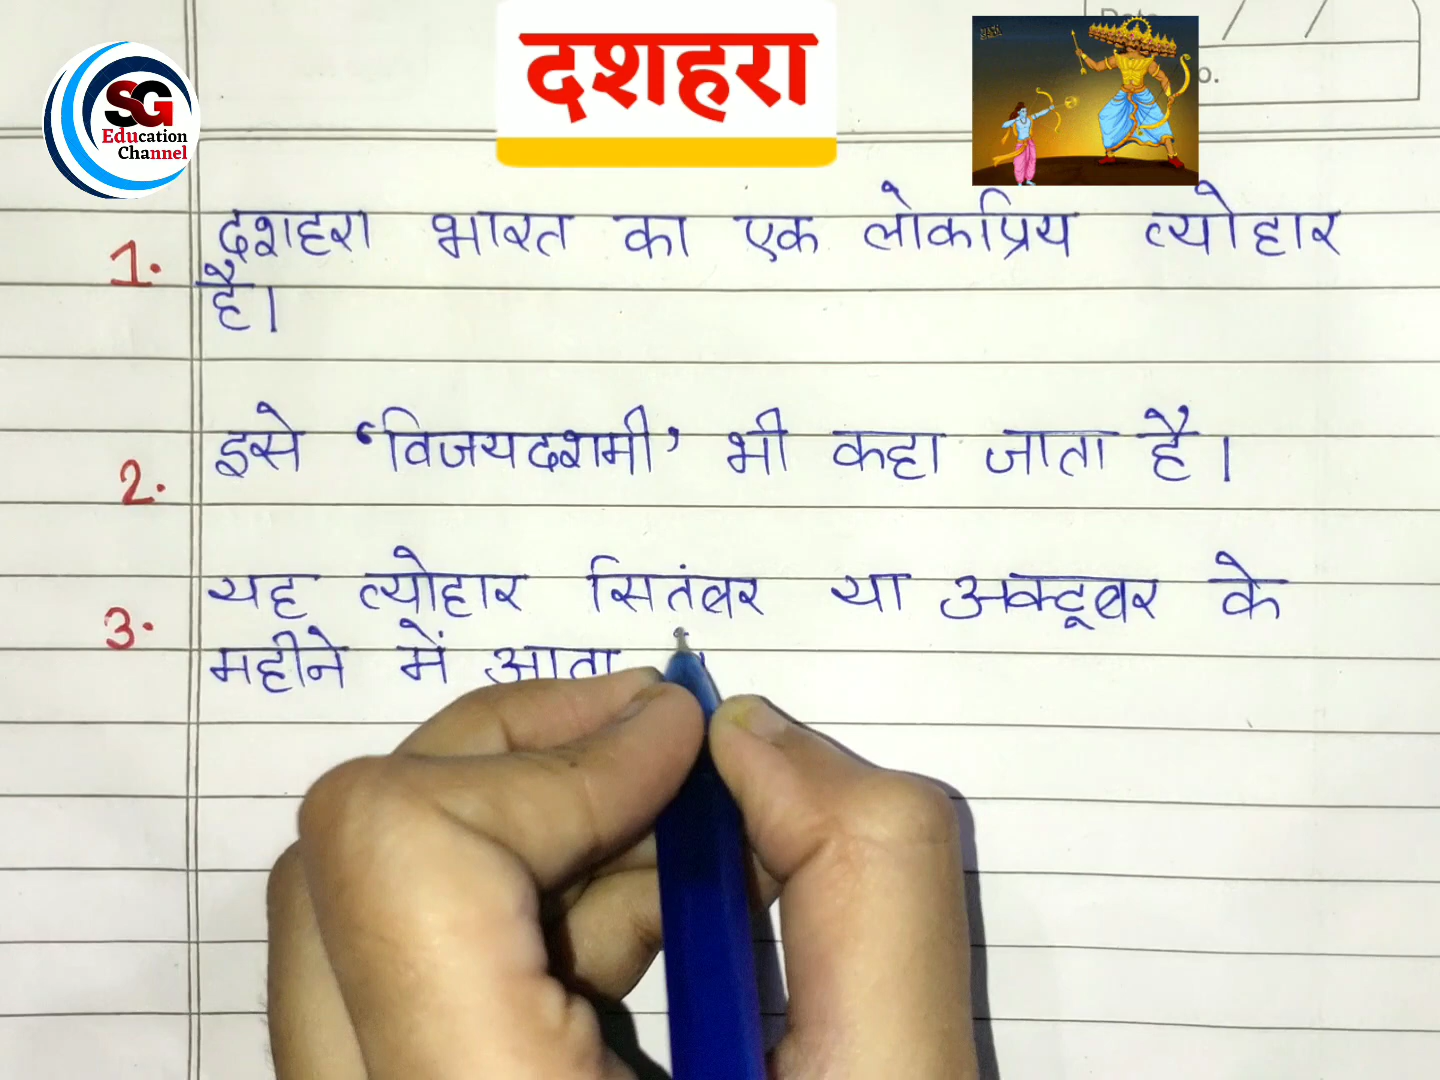 दशहरा
SG
Education
Channel
1. दशहरा भारत का एक लोकप्रिय त्योहार
है।
2. इसे ‘विजयदशमी’ भी कहा जाता है।
3. यह त्योहार सितंबर या अक्टूबर के
महीने में आता